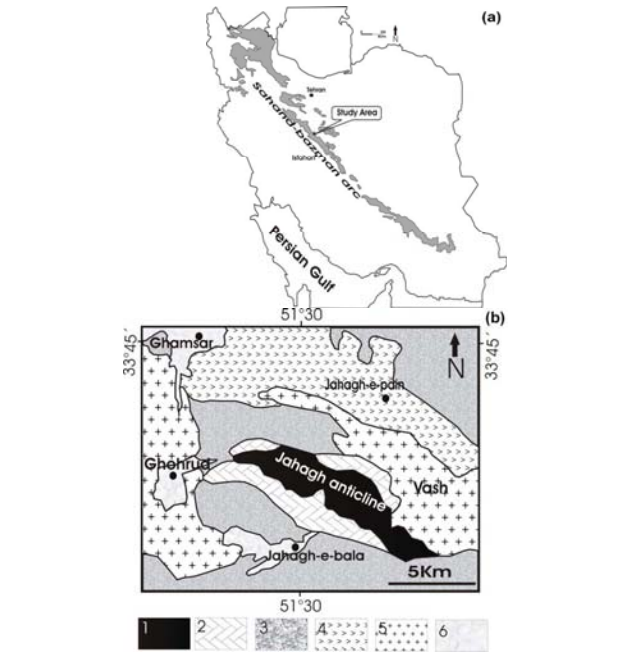 (a)
N
Tehran
Study Area
Sahand-bazman arc
Isfahan
Persian Gulf
51°30
(b)
33°45´
Ghamsar
N
33°45´
Jahagh-e-pain
Ghohrud
Jahagh anticline
Vash
Jahagh-e-bala
5Km
51°30
1 2 3 4 5 6